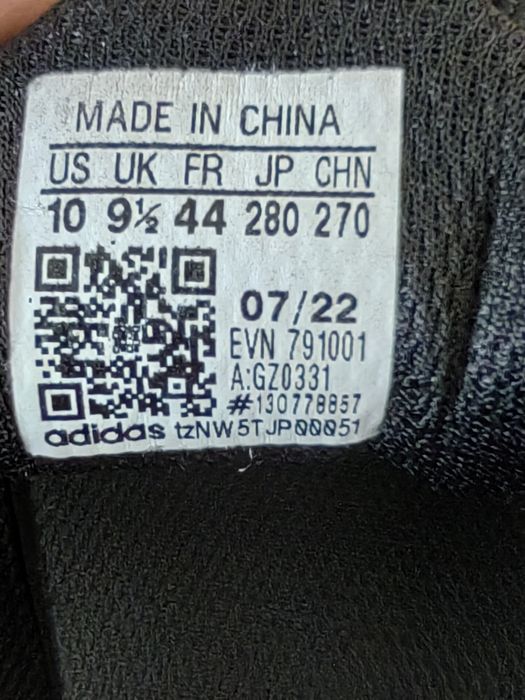 MADE IN CHINA
US UK FR JP CHN
10 9½ 44 280 270
07/22
EVN 791001
A:GZ0331
#130778857
adidas tzNW5TJP00051